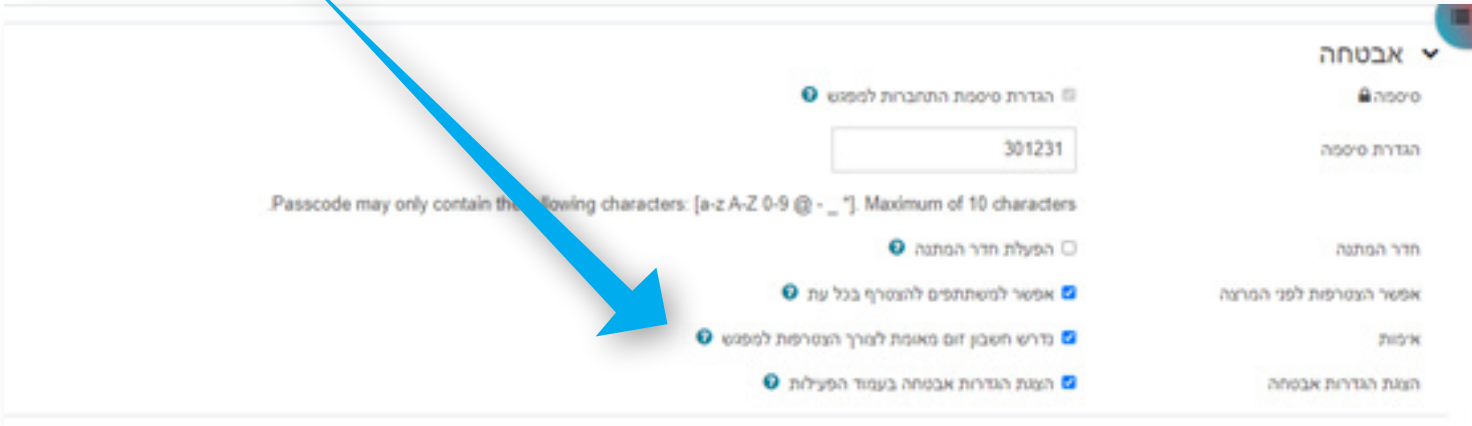 אבטחה
סיסמה הגדרת סיסמת התחברות למפגש
הגדרת סיסמה 301231
Passcode may only contain the following characters: [a-z A-Z 0-9 @ - _ *]. Maximum of 10 characters.
חדר המתנה הפעלת חדר המתנה
אפשר הצטרפות לפני המרצה אפשר למשתתפים להצטרף בכל עת
אימות נדרש חשבון זום מאומת לצורך הצטרפות למפגש
הצגת הגדרות אבטחה הצגת הגדרות אבטחה בעמוד הפעילות